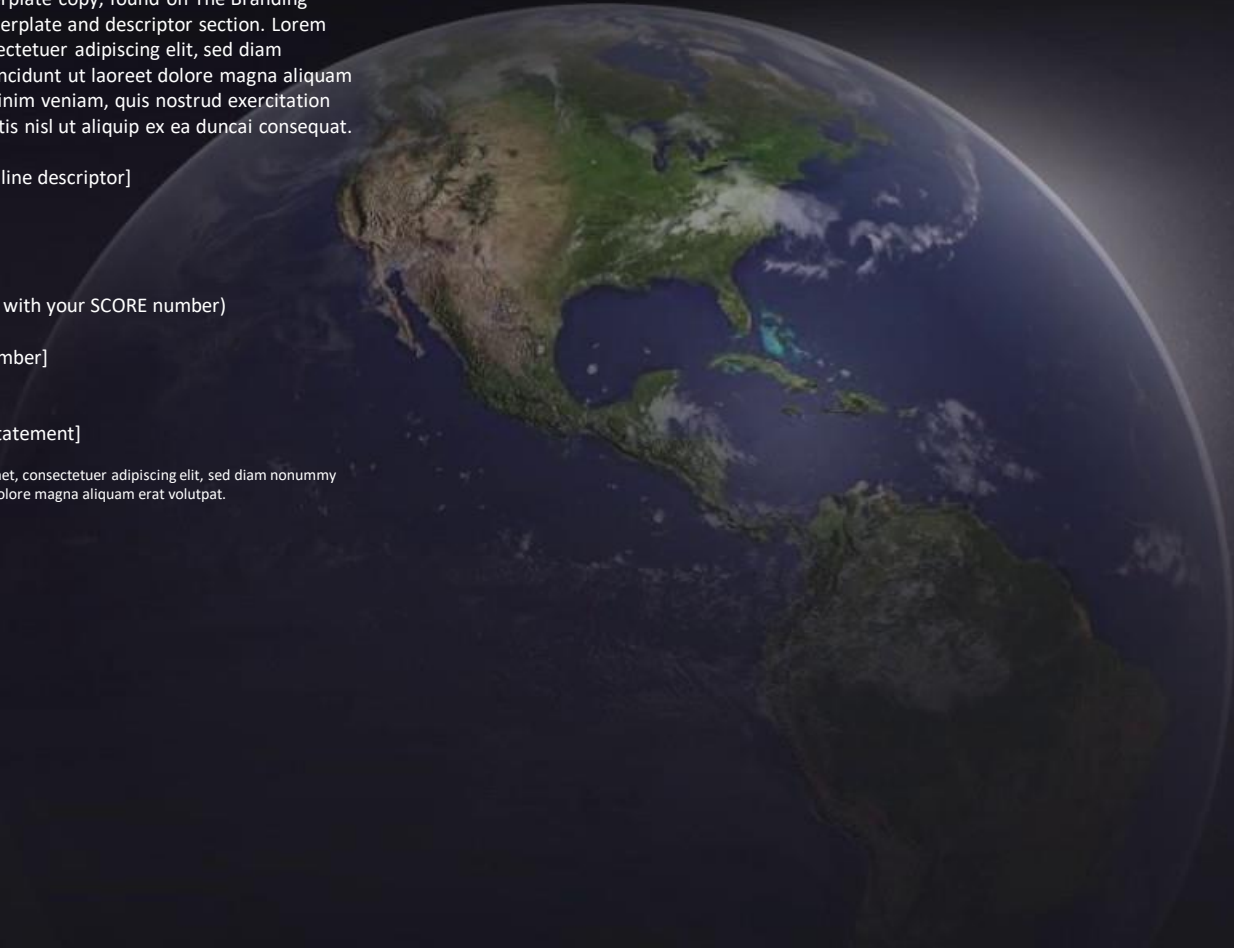 rplate copy, found on The Branding
erplate and descriptor section. Lorem
ectetuer adipiscing elit, sed diam
ncidunt ut laoreet dolore magna aliquam
inim veniam, quis nostrud exercitation
tis nisl ut aliquip ex ea duncai consequat.
line descriptor]
with your SCORE number)
mber]
tatement]
net, consectetuer adipiscing elit, sed diam nonummy
olore magna aliquam erat volutpat.